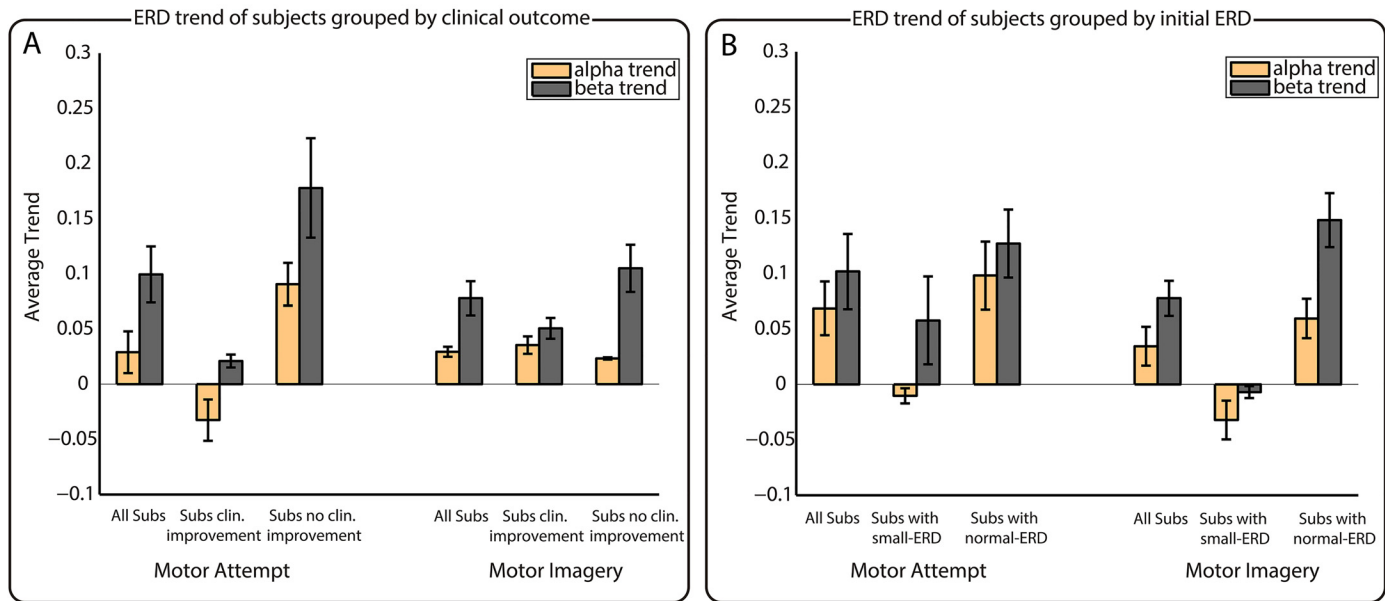 ERD trend of subjects grouped by clinical outcome
A
alpha trend
beta trend
Average Trend
0.3
0.25
0.2
0.15
0.1
0.05
0
−0.05
−0.1
All Subs
Subs clin.
improvement
Subs no clin.
improvement
All Subs
Subs clin.
improvement
Subs no clin.
improvement
Motor Attempt
Motor Imagery
ERD trend of subjects grouped by initial ERD
B
alpha trend
beta trend
Average Trend
0.3
0.25
0.2
0.15
0.1
0.05
0
−0.05
−0.1
All Subs
Subs with
small-ERD
Subs with
normal-ERD
All Subs
Subs with
small-ERD
Subs with
normal-ERD
Motor Attempt
Motor Imagery